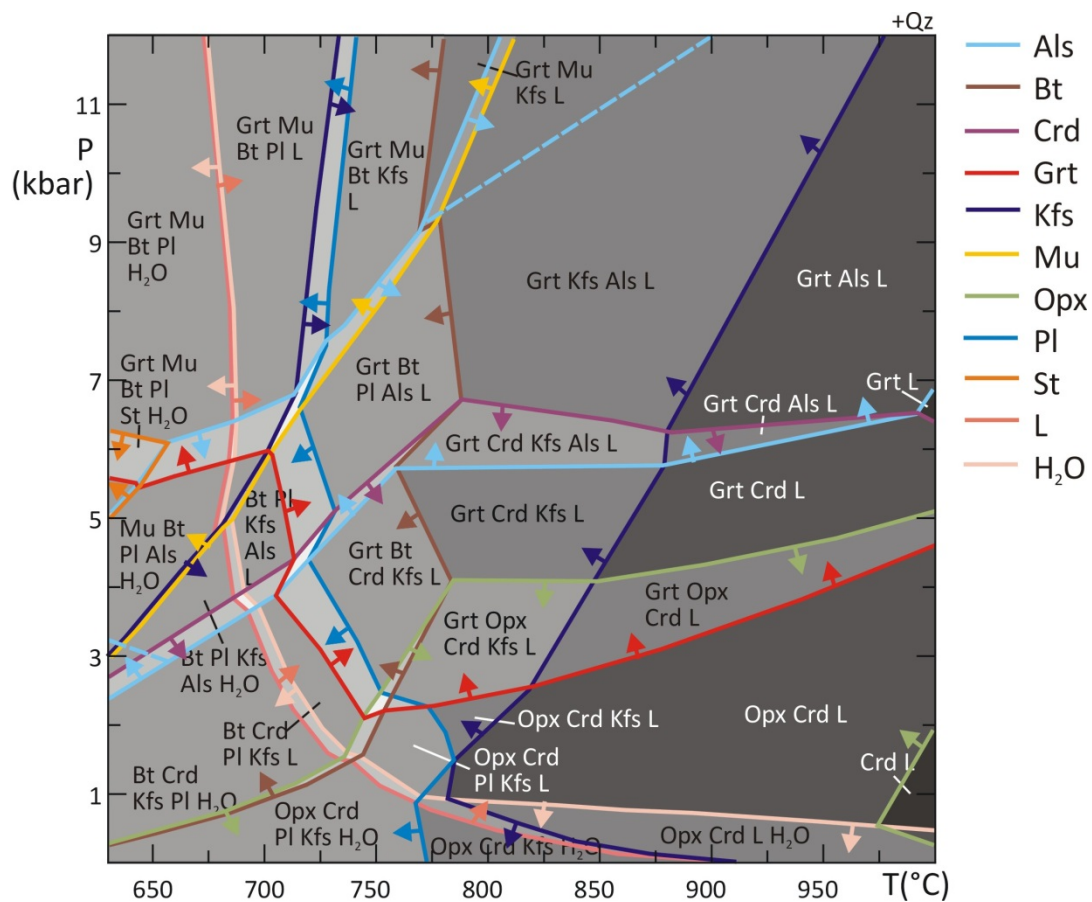 +Qz
Als
Bt
Crd
Grt
Kfs
Mu
Opx
Pl
St
L
H₂O
P
(kbar)
11
9
7
5
3
1
Grt Mu
Kfs L
Grt Mu
Bt Pl L
Grt Mu
Bt Kfs
L
Grt Mu
Bt Pl
H₂O
Grt Kfs Als L
Grt Als L
Grt Mu
Bt Pl
St H₂O
Grt Bt
Pl Als L
Grt L
Grt Crd Als L
Grt Crd Kfs Als L
Grt Crd L
Bt Pl
Kfs
Als
L
Mu Bt
Pl Als
H₂O
Grt Crd Kfs L
Grt Bt
Crd Kfs L
Grt Opx
Crd L
Grt Opx
Crd Kfs L
Bt Pl Kfs
Als H₂O
Opx Crd Kfs L
Opx Crd L
Bt Crd
Pl Kfs L
Opx Crd
Pl Kfs L
Crd L
Bt Crd
Kfs Pl H₂O
Opx Crd
Pl Kfs H₂O
Opx Crd Kfs H₂O
Opx Crd L H₂O
650
700
750
800
850
900
950
T(°C)